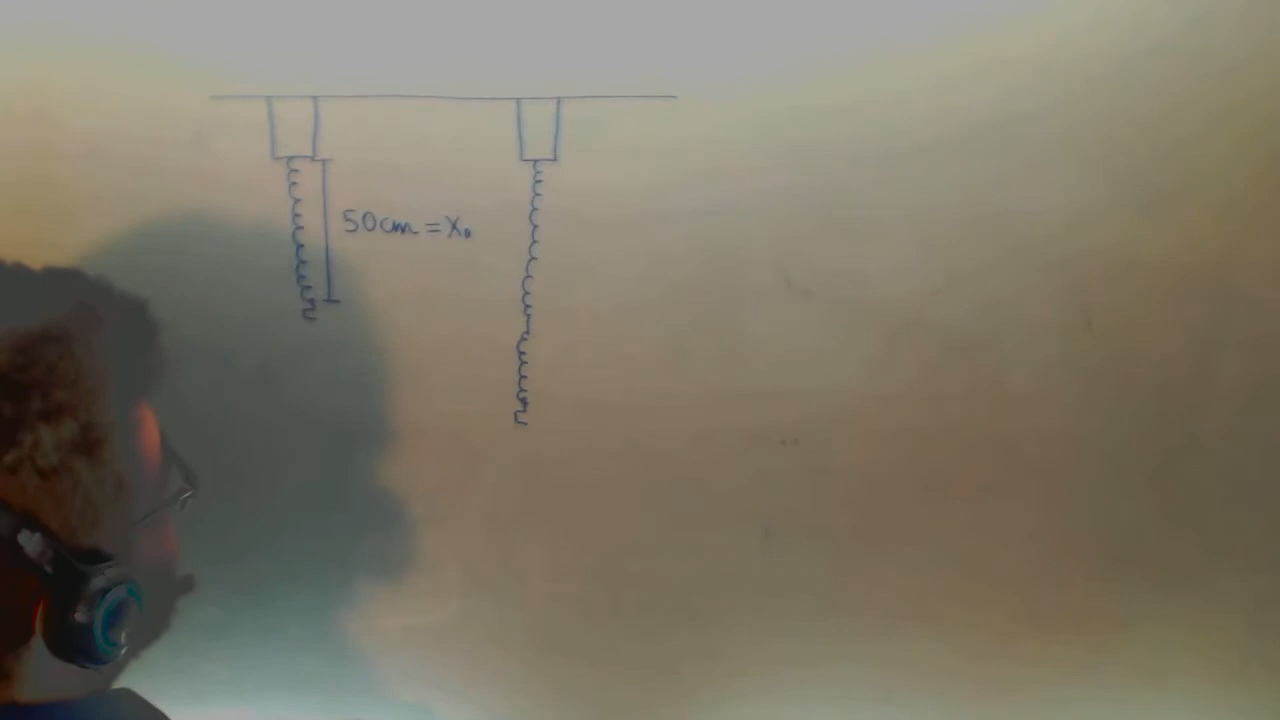 50cm = X₀